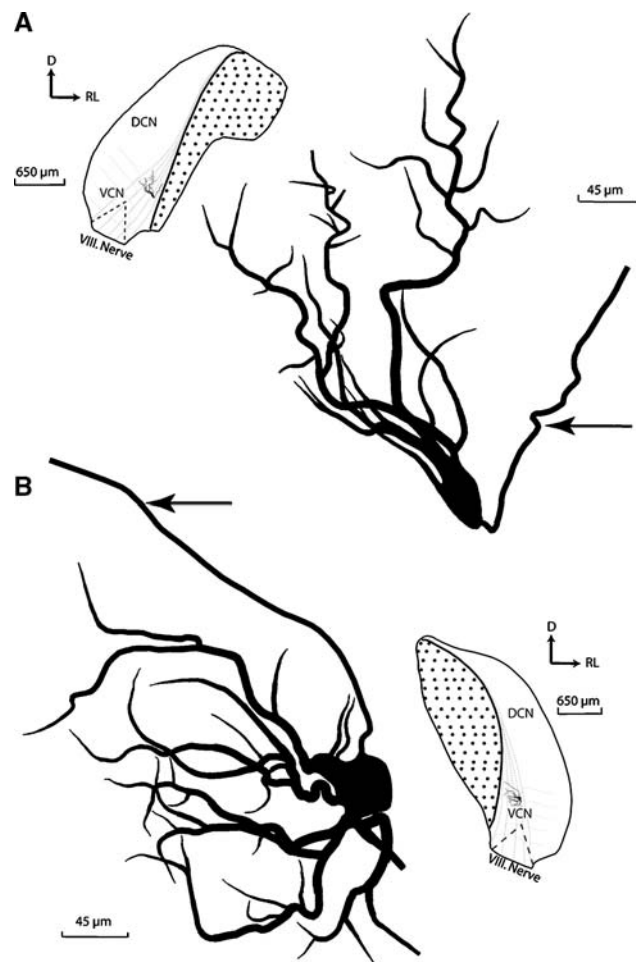 A
D
RL
DCN
650 µm
VCN
VIII. Nerve
45 µm
B
D
RL
650 µm
DCN
VCN
VIII. Nerve
45 µm